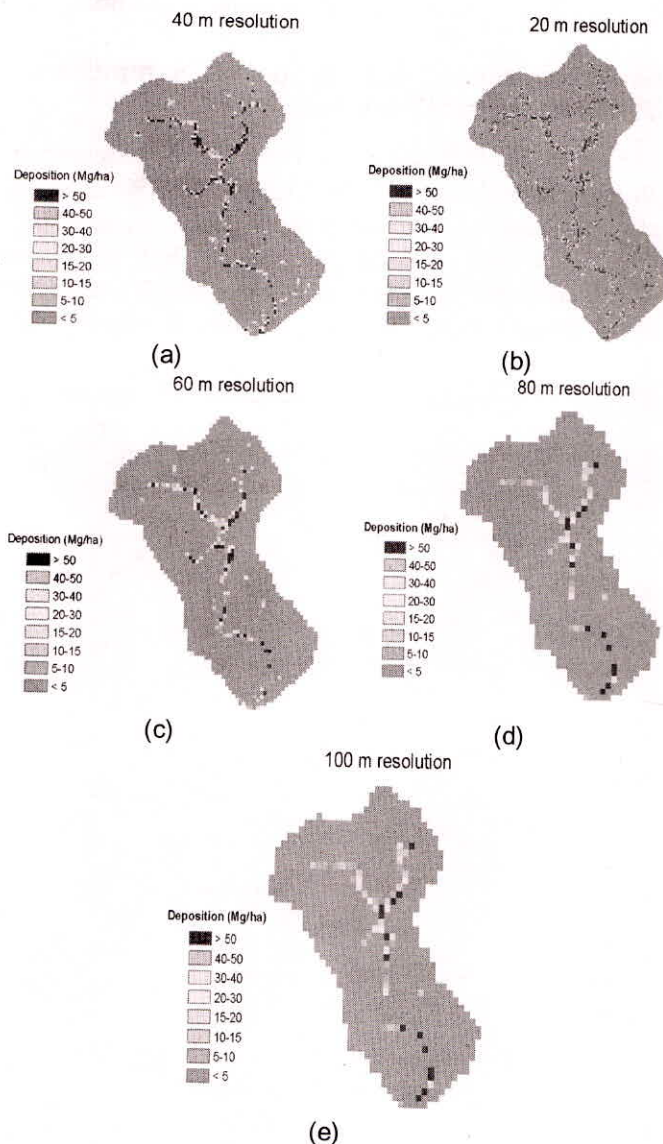 40 m resolution
Deposition (Mg/ha)
> 50
40-50
30-40
20-30
15-20
10-15
5-10
< 5
(a)
20 m resolution
Deposition (Mg/ha)
> 50
40-50
30-40
20-30
15-20
10-15
5-10
< 5
(b)
60 m resolution
Deposition (Mg/ha)
> 50
40-50
30-40
20-30
15-20
10-15
5-10
< 5
(c)
80 m resolution
Deposition (Mg/ha)
> 50
40-50
30-40
20-30
15-20
10-15
5-10
< 5
(d)
100 m resolution
Deposition (Mg/ha)
> 50
40-50
30-40
20-30
15-20
10-15
5-10
< 5
(e)